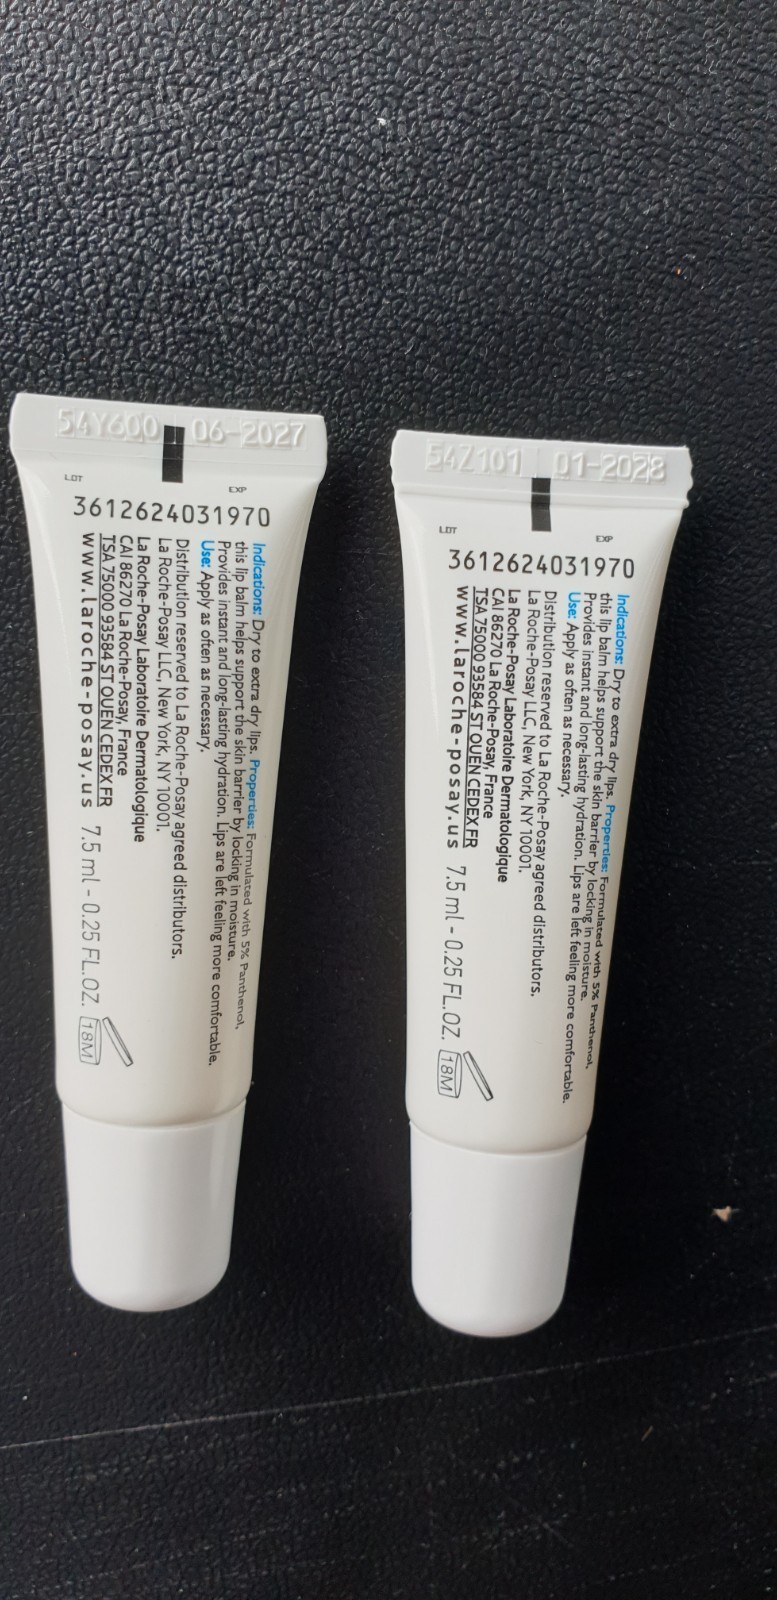 54Y600 06-2027
LOT EXP
3612624031970
Indications: Dry to extra dry lips. Properties: Formulated with 5% Panthenol,
this lip balm helps support the skin barrier by locking in moisture.
Provides instant and long-lasting hydration. Lips are left feeling more comfortable.
Use: Apply as often as necessary.
Distribution reserved to La Roche-Posay agreed distributors.
La Roche-Posay LLC, New York, NY 10001.
La Roche-Posay Laboratoire Dermatologique
CAI 86270 La Roche-Posay, France
TSA 75000 93584 ST OUEN CEDEX FR
www.laroche-posay.us 7.5 ml - 0.25 FL.OZ. 18M
54Z101 01-2028
LOT EXP
3612624031970
Indications: Dry to extra dry lips. Properties: Formulated with 5% Panthenol,
this lip balm helps support the skin barrier by locking in moisture.
Provides instant and long-lasting hydration. Lips are left feeling more comfortable.
Use: Apply as often as necessary.
Distribution reserved to La Roche-Posay agreed distributors.
La Roche-Posay LLC, New York, NY 10001.
La Roche-Posay Laboratoire Dermatologique
CAI 86270 La Roche-Posay, France
TSA 75000 93584 ST OUEN CEDEX FR
www.laroche-posay.us 7.5 ml - 0.25 FL.OZ. 18M